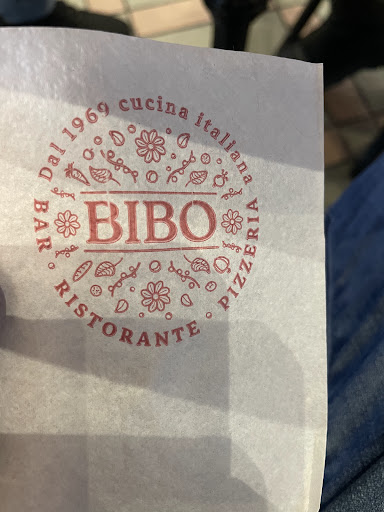 Dal 1969 cucina italiana
BIBO
BAR · RISTORANTE · PIZZERIA